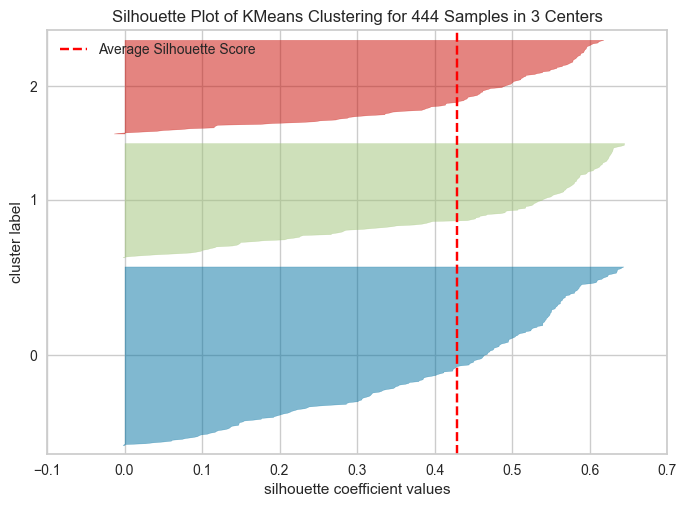 Silhouette Plot of KMeans Clustering for 444 Samples in 3 Centers
Average Silhouette Score
2
1
0
cluster label
−0.1 0.0 0.1 0.2 0.3 0.4 0.5 0.6 0.7
silhouette coefficient values